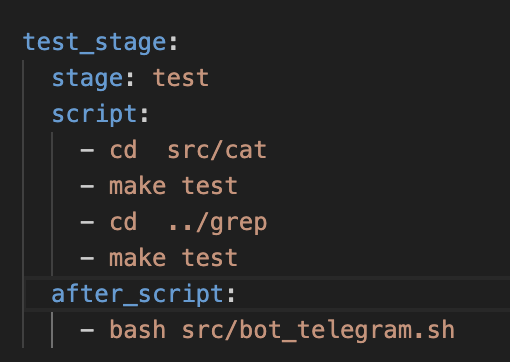 test_stage:
  stage: test
  script:
    - cd  src/cat
    - make test
    - cd  ../grep
    - make test
  after_script:
    - bash src/bot_telegram.sh